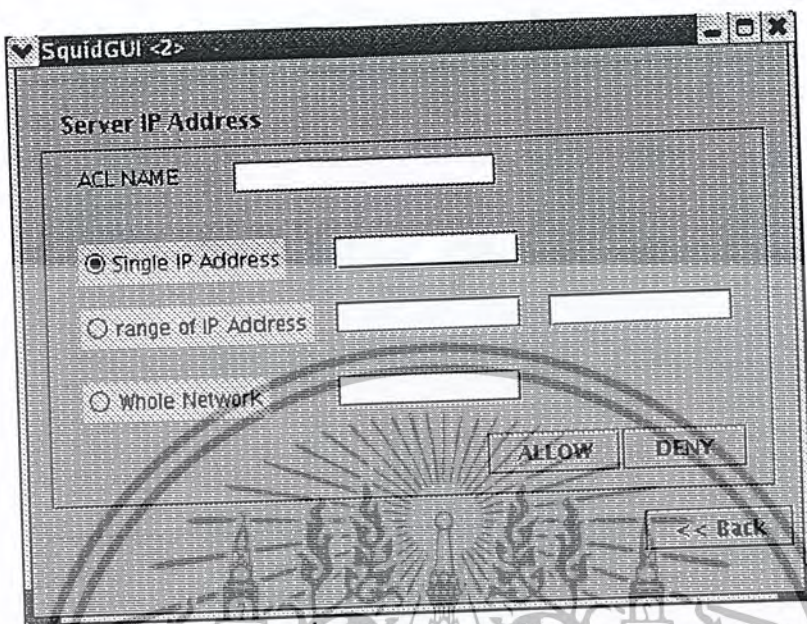 SquidGUI <2>
Server IP Address
ACL NAME
Single IP Address
range of IP Address
Whole Network
ALLOW DENY
<< Back